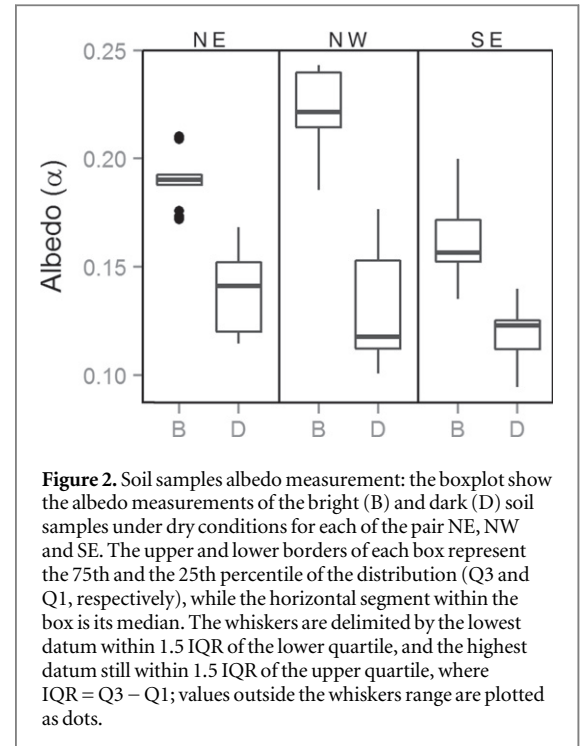 NE NW SE
0.25
0.20
0.15
0.10
Albedo (α)
B D B D B D
Figure 2. Soil samples albedo measurement: the boxplot show
the albedo measurements of the bright (B) and dark (D) soil
samples under dry conditions for each of the pair NE, NW
and SE. The upper and lower borders of each box represent
the 75th and the 25th percentile of the distribution (Q3 and
Q1, respectively), while the horizontal segment within the
box is its median. The whiskers are delimited by the lowest
datum within 1.5 IQR of the lower quartile, and the highest
datum still within 1.5 IQR of the upper quartile, where
IQR = Q3 − Q1; values outside the whiskers range are plotted
as dots.